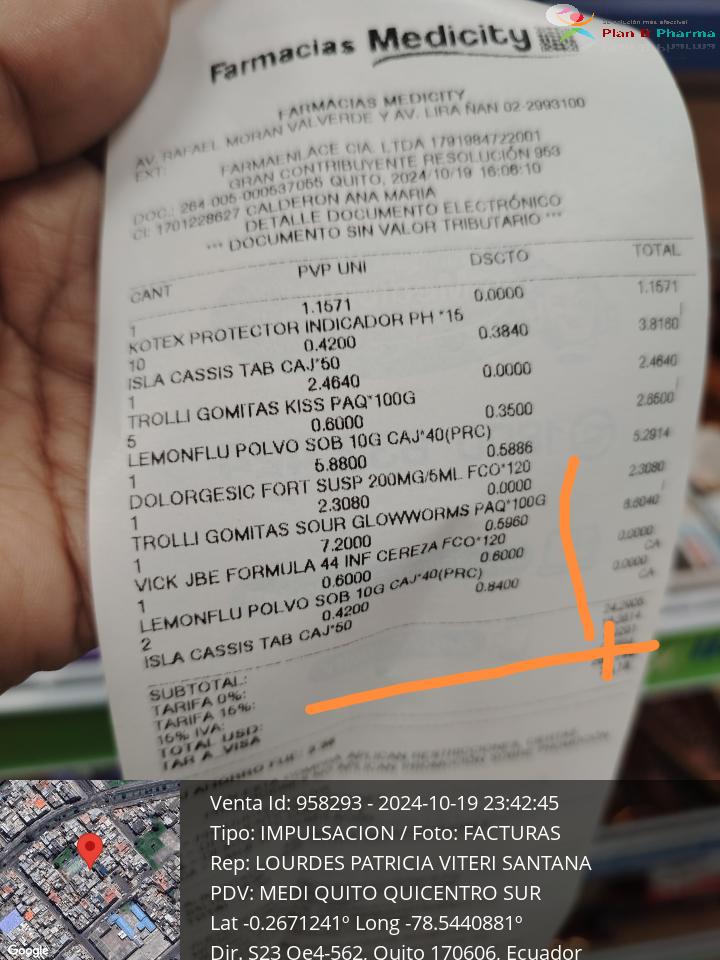 Plan B Pharma
Farmacias Medicity
FARMACIAS MEDICITY
AV. RAFAEL MORAN VALVERDE Y AV. LIRA ÑAN 02-2993100
EXT:
FARMAENLACE CIA. LTDA 1791984722001
GRAN CONTRIBUYENTE RESOLUCIÓN 953
DOC.: 264-005-000537055 QUITO, 2024/10/19 16:06:10
CI: 1701228627 CALDERON ANA MARIA
DETALLE DOCUMENTO ELECTRÓNICO
*** DOCUMENTO SIN VALOR TRIBUTARIO ***
CANT PVP UNI DSCTO TOTAL
1 1.1571 0.0000 1.1571
KOTEX PROTECTOR INDICADOR PH *15
10 0.4200 0.3840 3.8160
ISLA CASSIS TAB CAJ*50
1 2.4640 0.0000 2.4640
TROLLI GOMITAS KISS PAQ*100G
5 0.6000 0.3500 2.6500
LEMONFLU POLVO SOB 10G CAJ*40(PRC)
1 5.8800 0.5886 5.2914
DOLORGESIC FORT SUSP 200MG/5ML FCO*120
1 2.3080 0.0000 2.3080
TROLLI GOMITAS SOUR GLOWWORMS PAQ*100G
1 7.2000 0.5960 6.6040
VICK JBE FORMULA 44 INF CEREZA FCO*120
1 0.6000 0.6000 0.0000
LEMONFLU POLVO SOB 10G CAJ*40(PRC) CA
2 0.4200 0.8400 0.0000
ISLA CASSIS TAB CAJ*50 CA
SUBTOTAL:
TARIFA 0%:
TARIFA 15%:
15% IVA:
TOTAL USD:
TAR A_VISA
Venta Id: 958293 - 2024-10-19 23:42:45
Tipo: IMPULSACION / Foto: FACTURAS
Rep: LOURDES PATRICIA VITERI SANTANA
PDV: MEDI QUITO QUICENTRO SUR
Lat -0.2671241º Long -78.5440881º
Dir. S23 Oe4-562, Quito 170606, Ecuador
Google